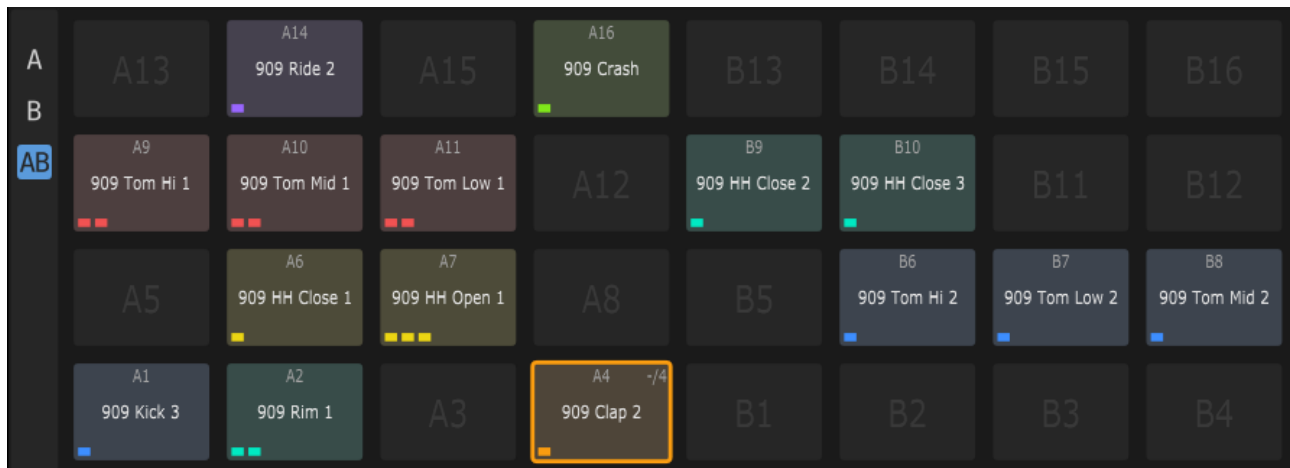 A
B
AB
A13
A14
909 Ride 2
A15
A16
909 Crash
B13
B14
B15
B16
A9
909 Tom Hi 1
A10
909 Tom Mid 1
A11
909 Tom Low 1
A12
B9
909 HH Close 2
B10
909 HH Close 3
B11
B12
A5
A6
909 HH Close 1
A7
909 HH Open 1
A8
B5
B6
909 Tom Hi 2
B7
909 Tom Low 2
B8
909 Tom Mid 2
A1
909 Kick 3
A2
909 Rim 1
A3
A4 -/4
909 Clap 2
B1
B2
B3
B4